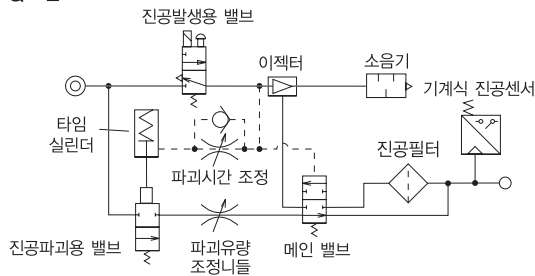 진공발생용 밸브
이젝터
소음기
기계식 진공센서
타임
실린더
진공필터
파괴시간 조정
진공파괴용 밸브
파괴유량
조정니들
메인 밸브